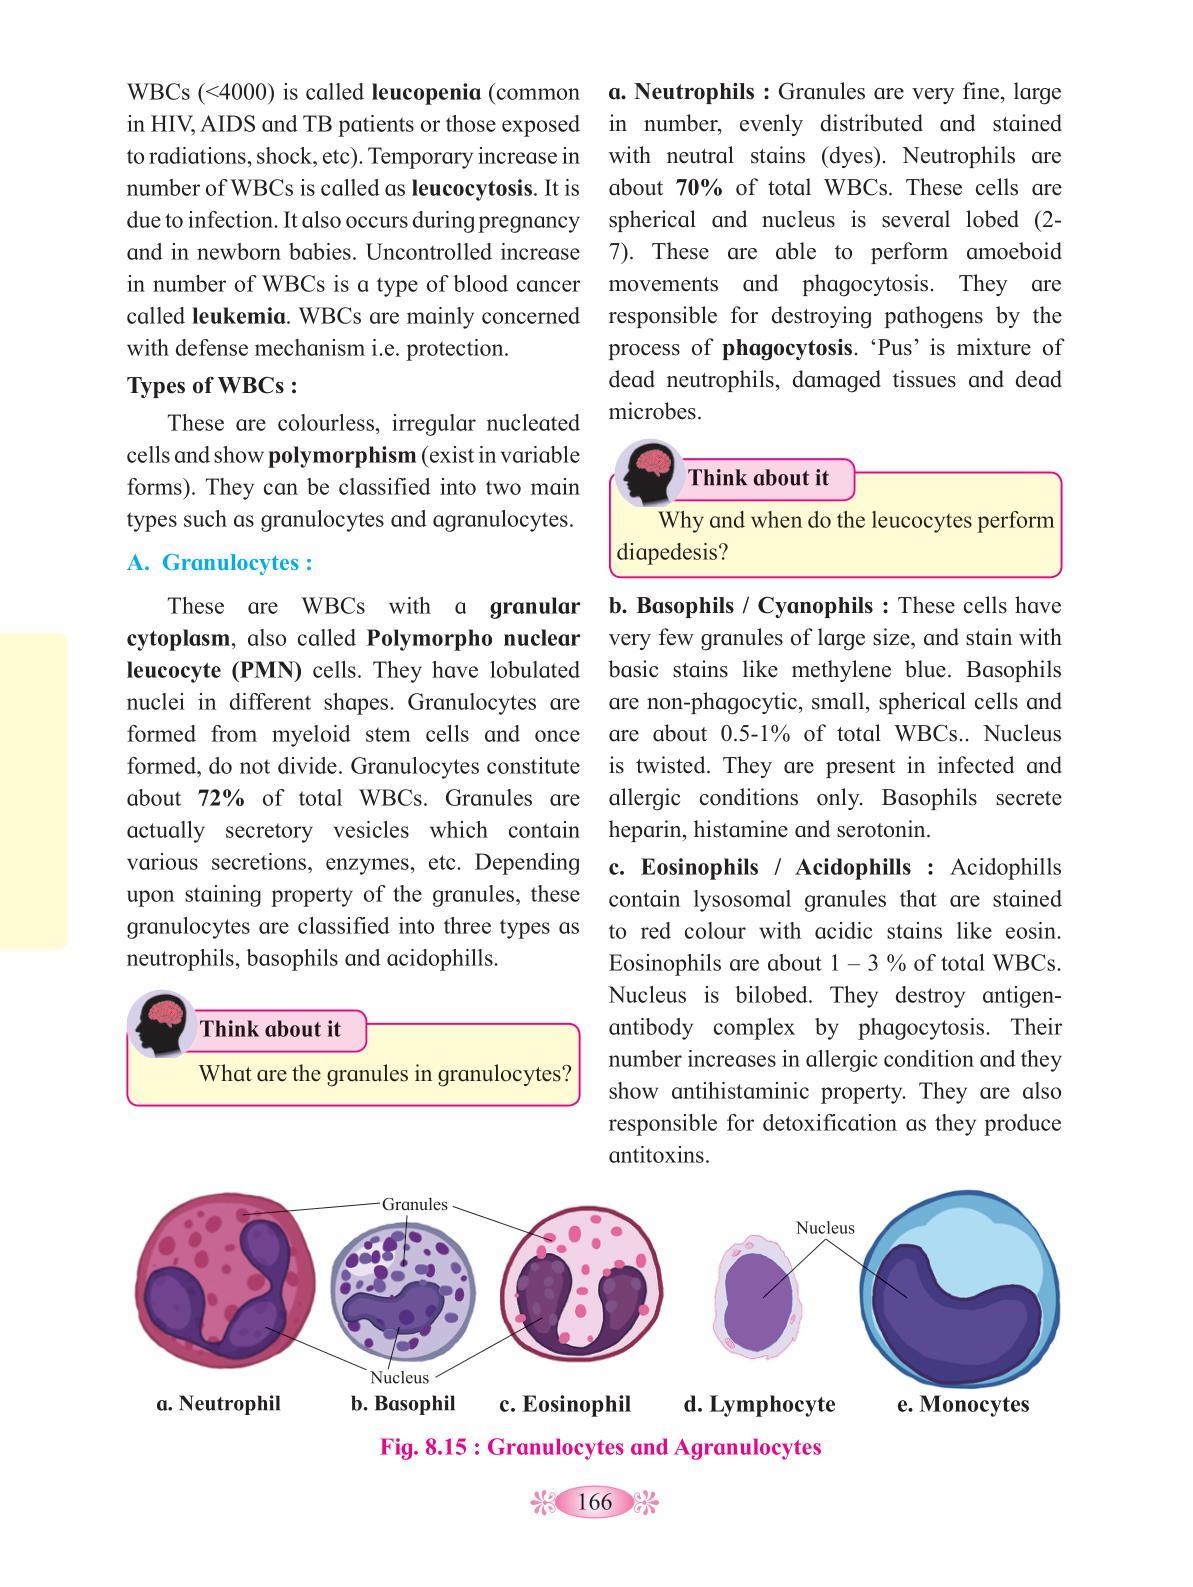 WBCs (<4000) is called leucopenia (common
in HIV, AIDS and TB patients or those exposed
to radiations, shock, etc). Temporary increase in
number of WBCs is called as leucocytosis. It is
due to infection. It also occurs during pregnancy
and in newborn babies. Uncontrolled increase
in number of WBCs is a type of blood cancer
called leukemia. WBCs are mainly concerned
with defense mechanism i.e. protection.
Types of WBCs :
These are colourless, irregular nucleated
cells and show polymorphism (exist in variable
forms). They can be classified into two main
types such as granulocytes and agranulocytes.
A. Granulocytes :
These are WBCs with a granular
cytoplasm, also called Polymorpho nuclear
leucocyte (PMN) cells. They have lobulated
nuclei in different shapes. Granulocytes are
formed from myeloid stem cells and once
formed, do not divide. Granulocytes constitute
about 72% of total WBCs. Granules are
actually secretory vesicles which contain
various secretions, enzymes, etc. Depending
upon staining property of the granules, these
granulocytes are classified into three types as
neutrophils, basophils and acidophills.
Think about it
What are the granules in granulocytes?
a. Neutrophils : Granules are very fine, large
in number, evenly distributed and stained
with neutral stains (dyes). Neutrophils are
about 70% of total WBCs. These cells are
spherical and nucleus is several lobed (2-
7). These are able to perform amoeboid
movements and phagocytosis. They are
responsible for destroying pathogens by the
process of phagocytosis. ‘Pus’ is mixture of
dead neutrophils, damaged tissues and dead
microbes.
Think about it
Why and when do the leucocytes perform
diapedesis?
b. Basophils / Cyanophils : These cells have
very few granules of large size, and stain with
basic stains like methylene blue. Basophils
are non-phagocytic, small, spherical cells and
are about 0.5-1% of total WBCs.. Nucleus
is twisted. They are present in infected and
allergic conditions only. Basophils secrete
heparin, histamine and serotonin.
c. Eosinophils / Acidophills : Acidophills
contain lysosomal granules that are stained
to red colour with acidic stains like eosin.
Eosinophils are about 1 – 3 % of total WBCs.
Nucleus is bilobed. They destroy antigen-
antibody complex by phagocytosis. Their
number increases in allergic condition and they
show antihistaminic property. They are also
responsible for detoxification as they produce
antitoxins.
Granules
Nucleus
Nucleus
a. Neutrophil
b. Basophil
c. Eosinophil
d. Lymphocyte
e. Monocytes
Fig. 8.15 : Granulocytes and Agranulocytes
166